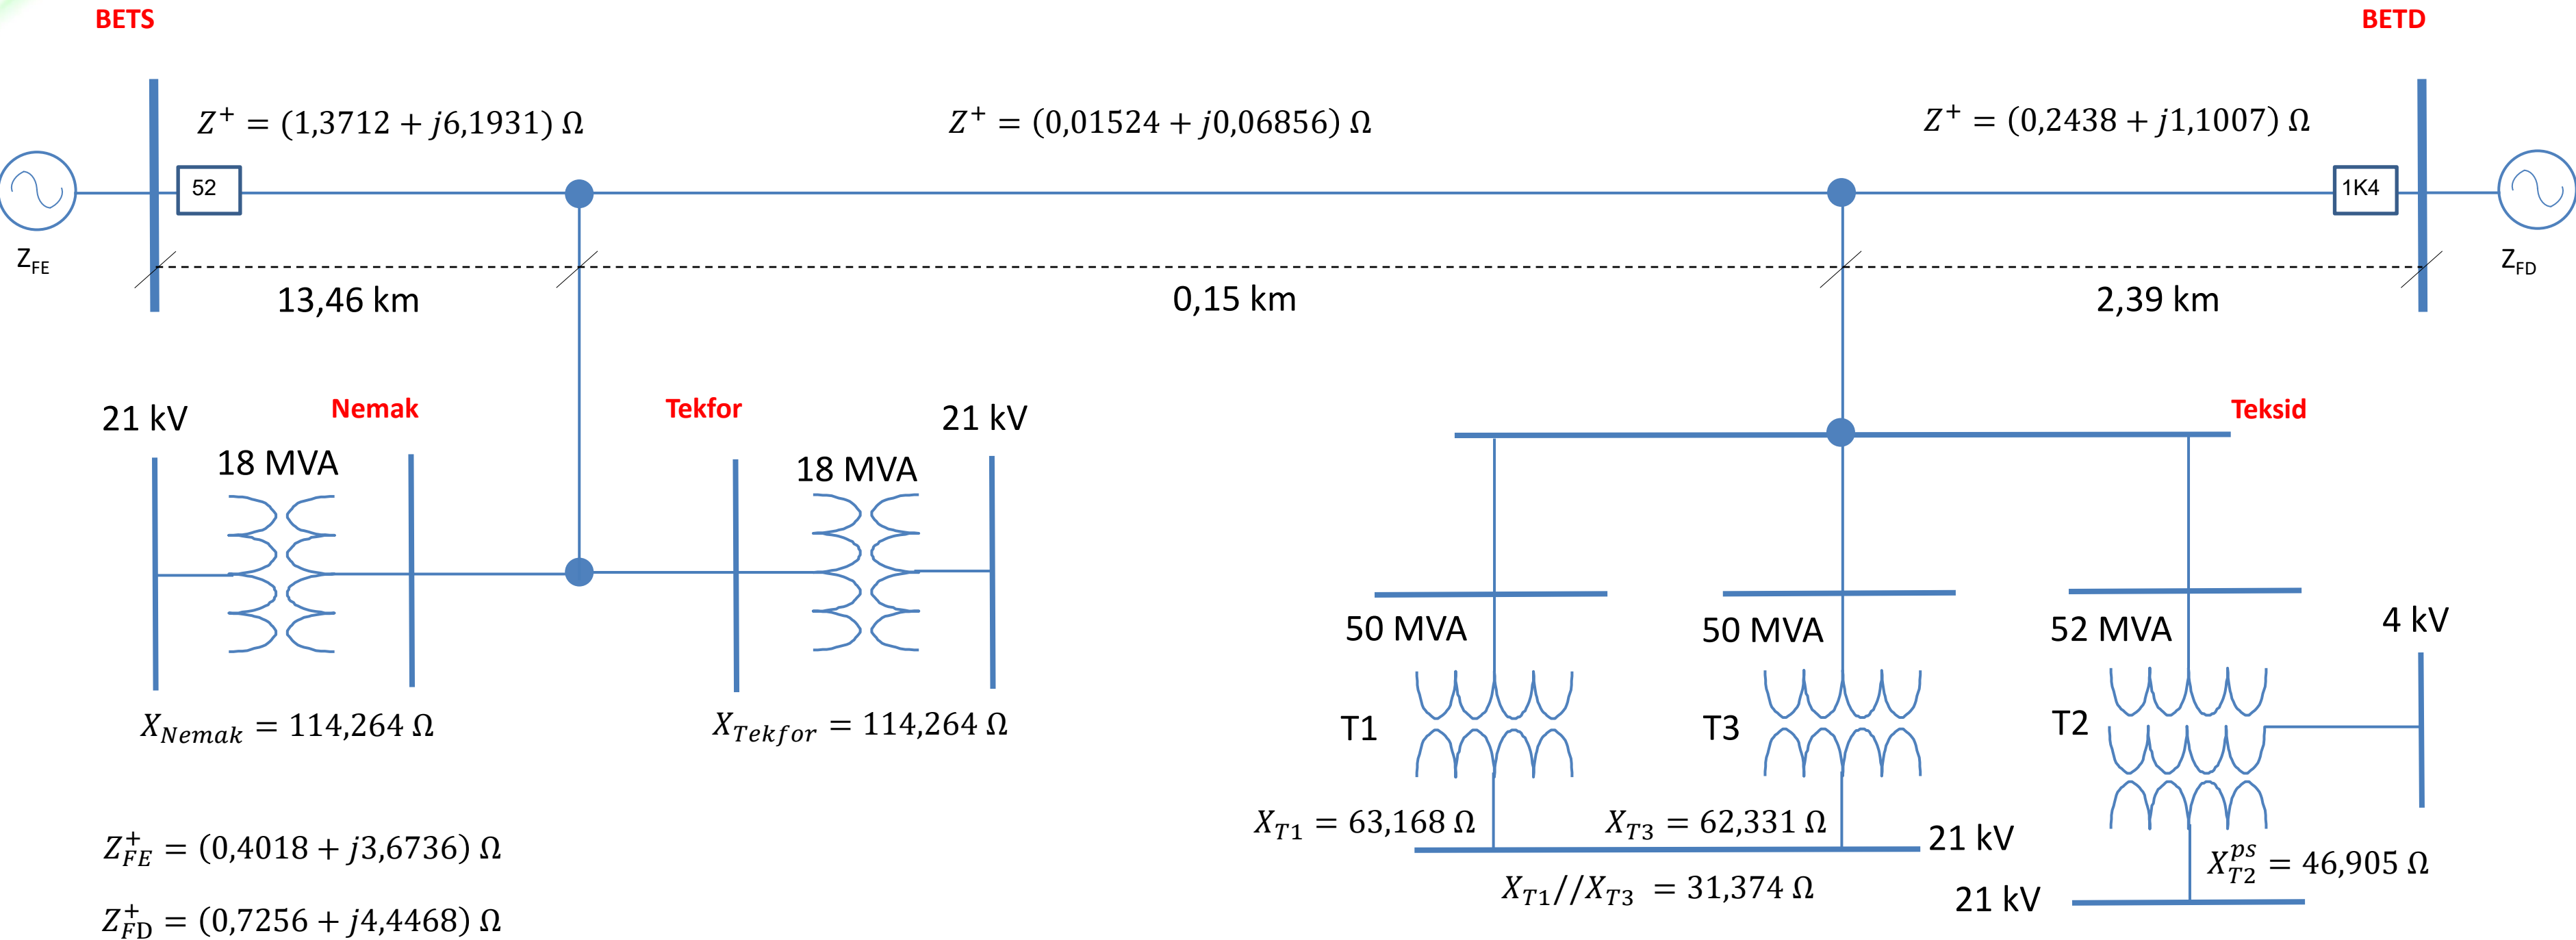 BETS
BETD
Z⁺ = (1,3712 + j6,1931) Ω
Z⁺ = (0,01524 + j0,06856) Ω
Z⁺ = (0,2438 + j1,1007) Ω
52
1K4
Z_FE
Z_FD
13,46 km
0,15 km
2,39 km
21 kV
Nemak
Tekfor
21 kV
Teksid
18 MVA
18 MVA
50 MVA
50 MVA
52 MVA
4 kV
T1
T3
T2
X_Nemak = 114,264 Ω
X_Tekfor = 114,264 Ω
X_T1 = 63,168 Ω
X_T3 = 62,331 Ω
21 kV
Z⁺_FE = (0,4018 + j3,6736) Ω
X_T1//X_T3 = 31,374 Ω
X^ps_T2 = 46,905 Ω
21 kV
Z⁺_FD = (0,7256 + j4,4468) Ω